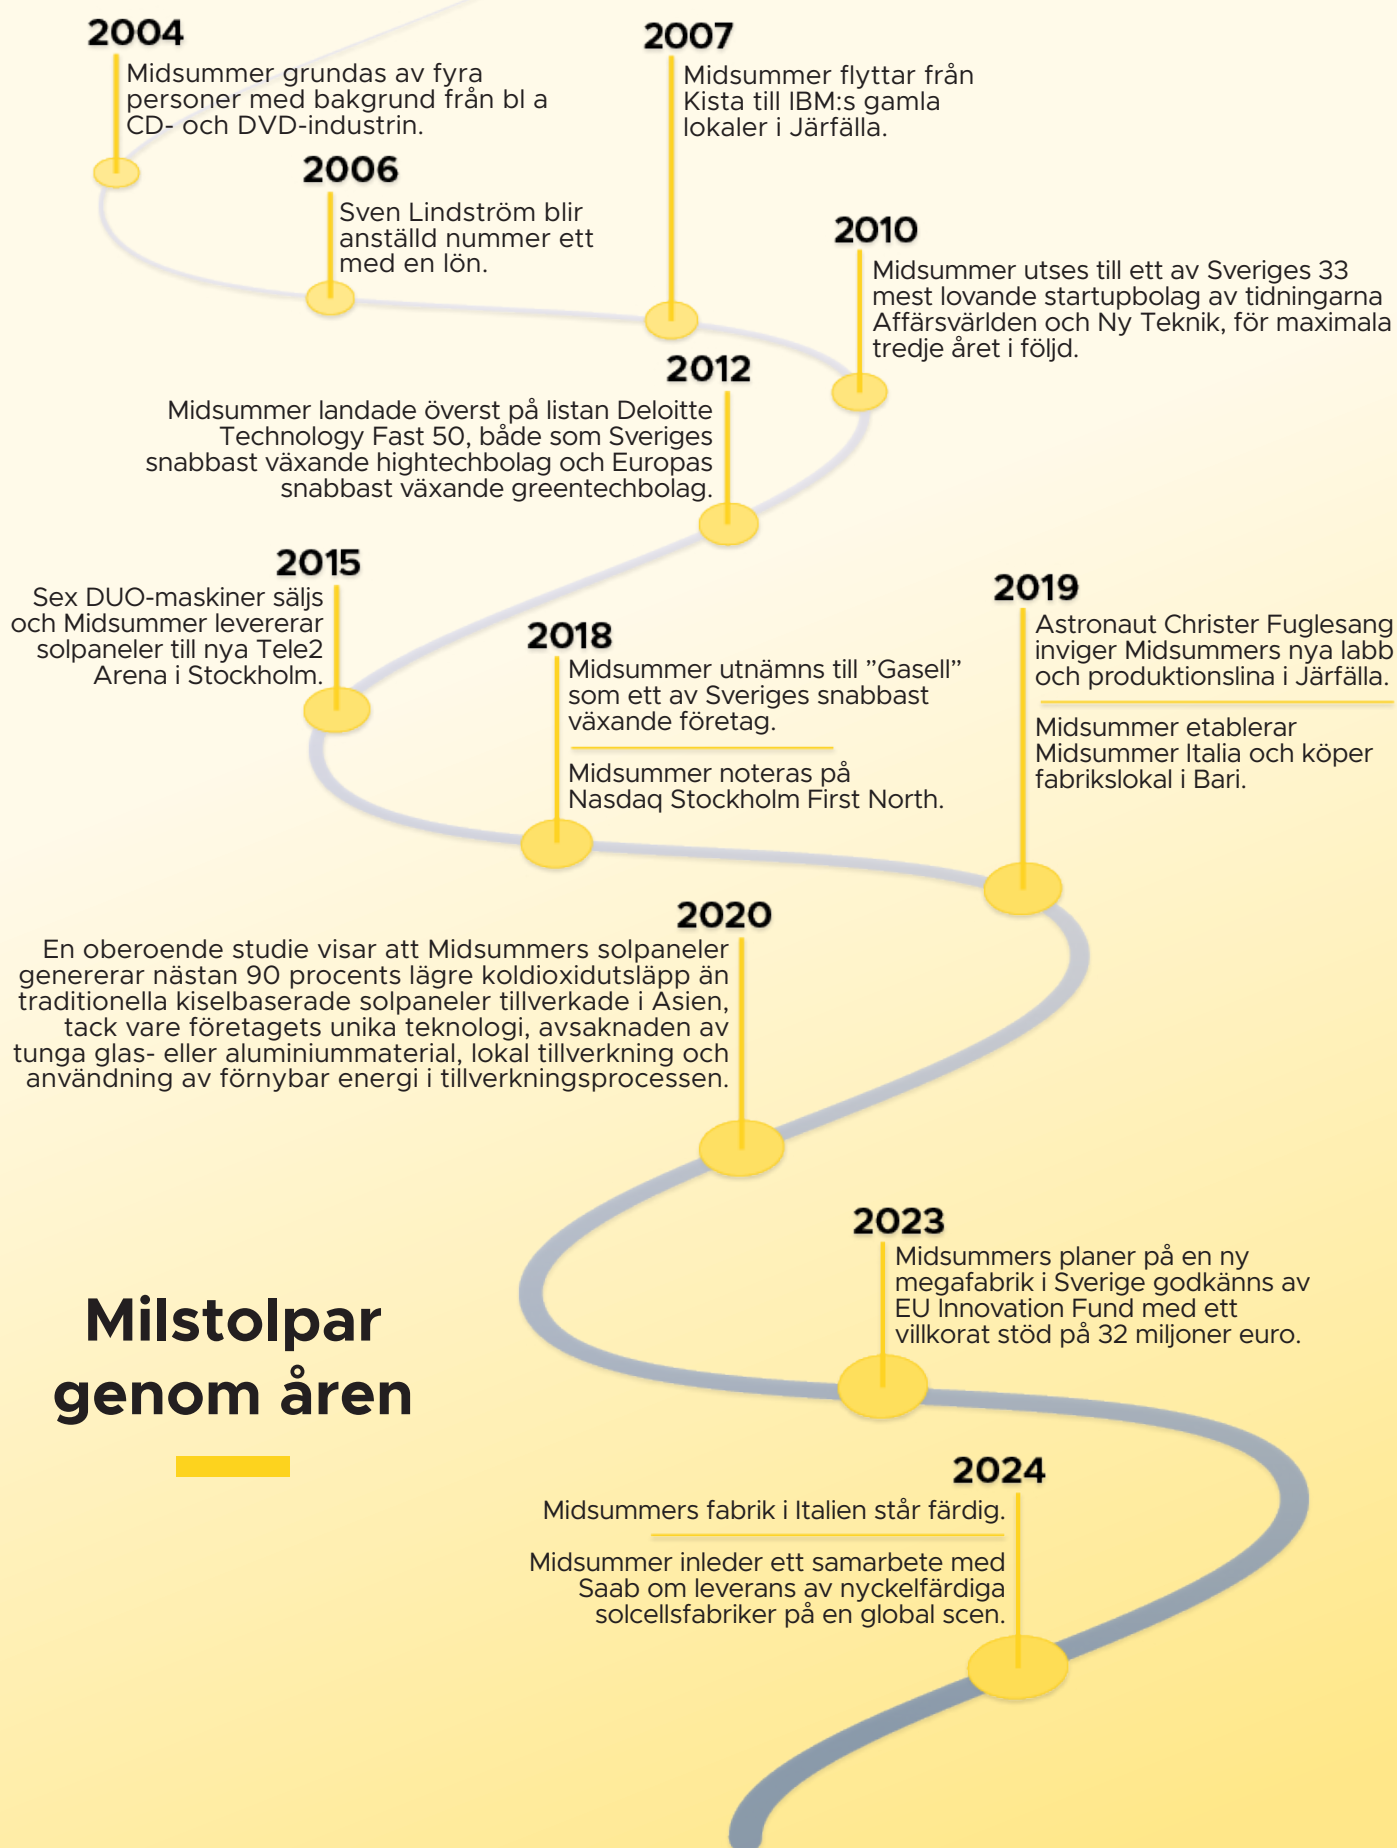 2004
Midsummer grundas av fyra
personer med bakgrund från bl a
CD- och DVD-industrin.
2006
Sven Lindström blir
anställd nummer ett
med en lön.
2007
Midsummer flyttar från
Kista till IBM:s gamla
lokaler i Järfälla.
2010
Midsummer utses till ett av Sveriges 33
mest lovande startupbolag av tidningarna
Affärsvärlden och Ny Teknik, för maximala
tredje året i följd.
2012
Midsummer landade överst på listan Deloitte
Technology Fast 50, både som Sveriges
snabbast växande hightechbolag och Europas
snabbast växande greentechbolag.
2015
Sex DUO-maskiner säljs
och Midsummer levererar
solpaneler till nya Tele2
Arena i Stockholm.
2018
Midsummer utnämns till ”Gasell”
som ett av Sveriges snabbast
växande företag.
Midsummer noteras på
Nasdaq Stockholm First North.
2019
Astronaut Christer Fuglesang
inviger Midsummers nya labb
och produktionslina i Järfälla.
Midsummer etablerar
Midsummer Italia och köper
fabrikslokal i Bari.
2020
En oberoende studie visar att Midsummers solpaneler
genererar nästan 90 procents lägre koldioxidutsläpp än
traditionella kiselbaserade solpaneler tillverkade i Asien,
tack vare företagets unika teknologi, avsaknaden av
tunga glas- eller aluminiummaterial, lokal tillverkning och
användning av förnybar energi i tillverkningsprocessen.
2023
Midsummers planer på en ny
megafabrik i Sverige godkänns av
EU Innovation Fund med ett
villkorat stöd på 32 miljoner euro.
Milstolpar
genom åren
2024
Midsummers fabrik i Italien står färdig.
Midsummer inleder ett samarbete med
Saab om leverans av nyckelfärdiga
solcellsfabriker på en global scen.